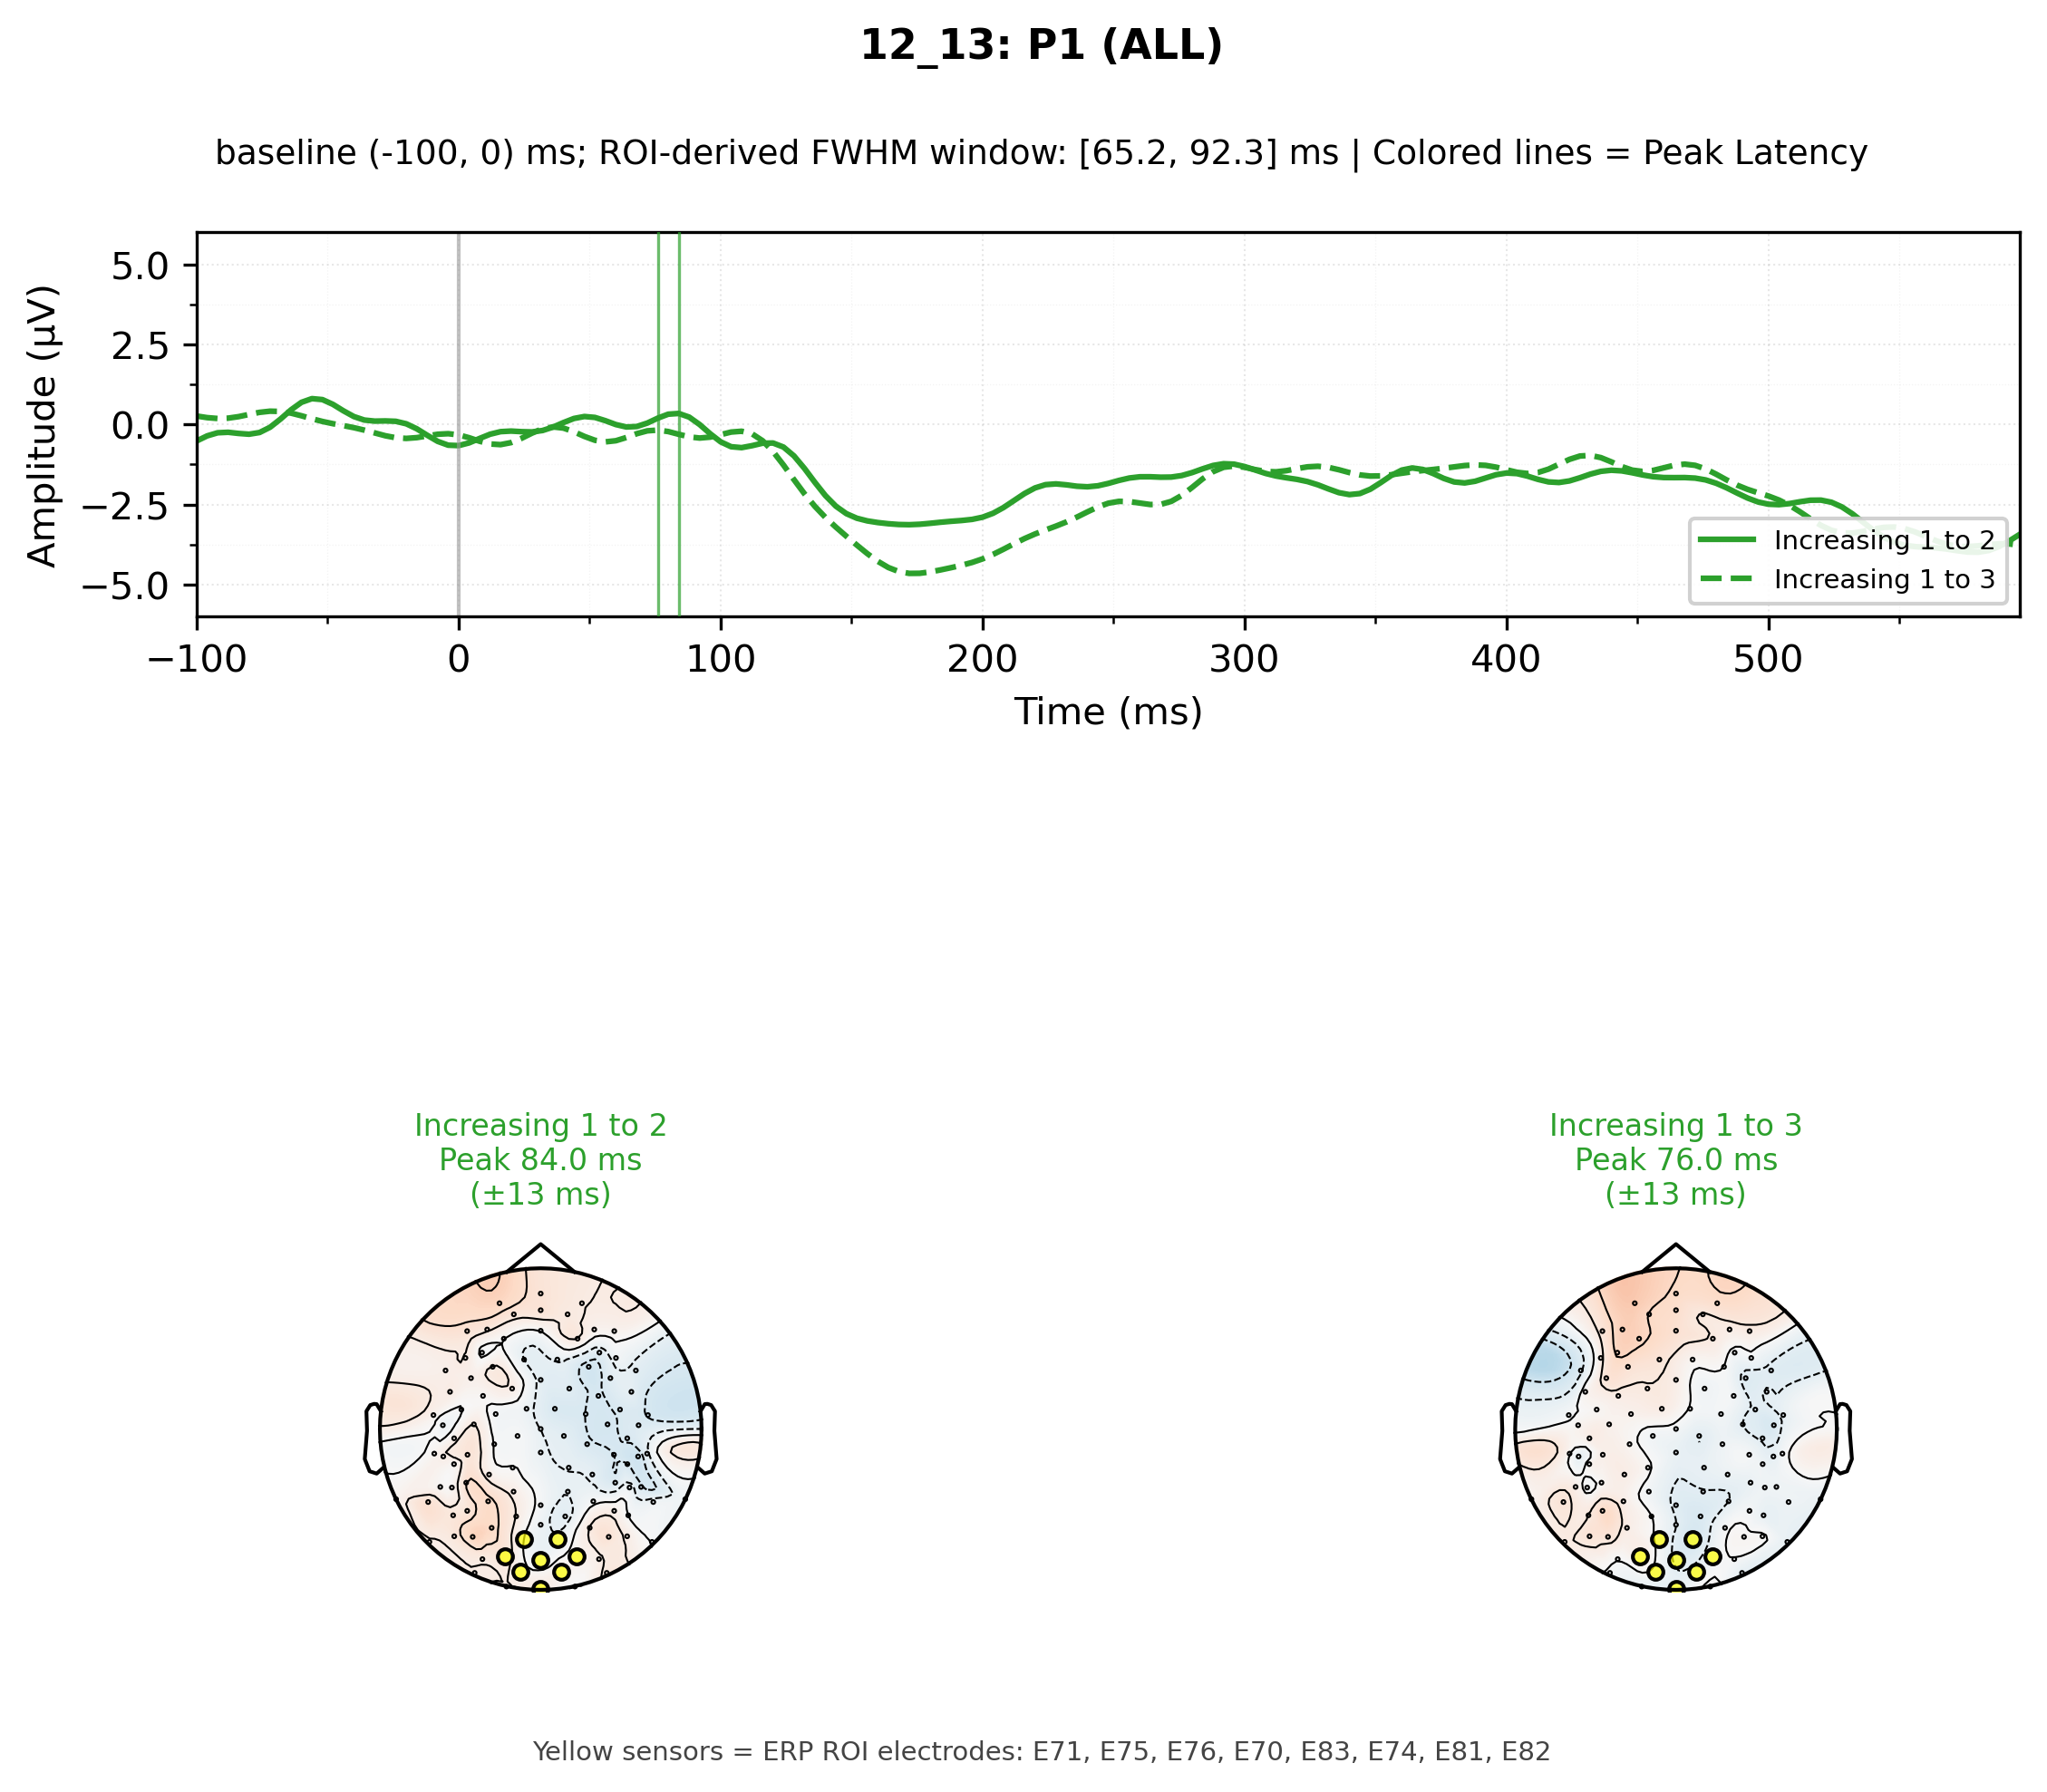 12_13: P1 (ALL)
baseline (-100, 0) ms; ROI-derived FWHM window: [65.2, 92.3] ms | Colored lines = Peak Latency
Amplitude (μV)
5.0
2.5
0.0
−2.5
−5.0
Increasing 1 to 2
Increasing 1 to 3
−100
0
100
200
300
400
500
Time (ms)
Increasing 1 to 2
Peak 84.0 ms
(±13 ms)
Increasing 1 to 3
Peak 76.0 ms
(±13 ms)
Yellow sensors = ERP ROI electrodes: E71, E75, E76, E70, E83, E74, E81, E82